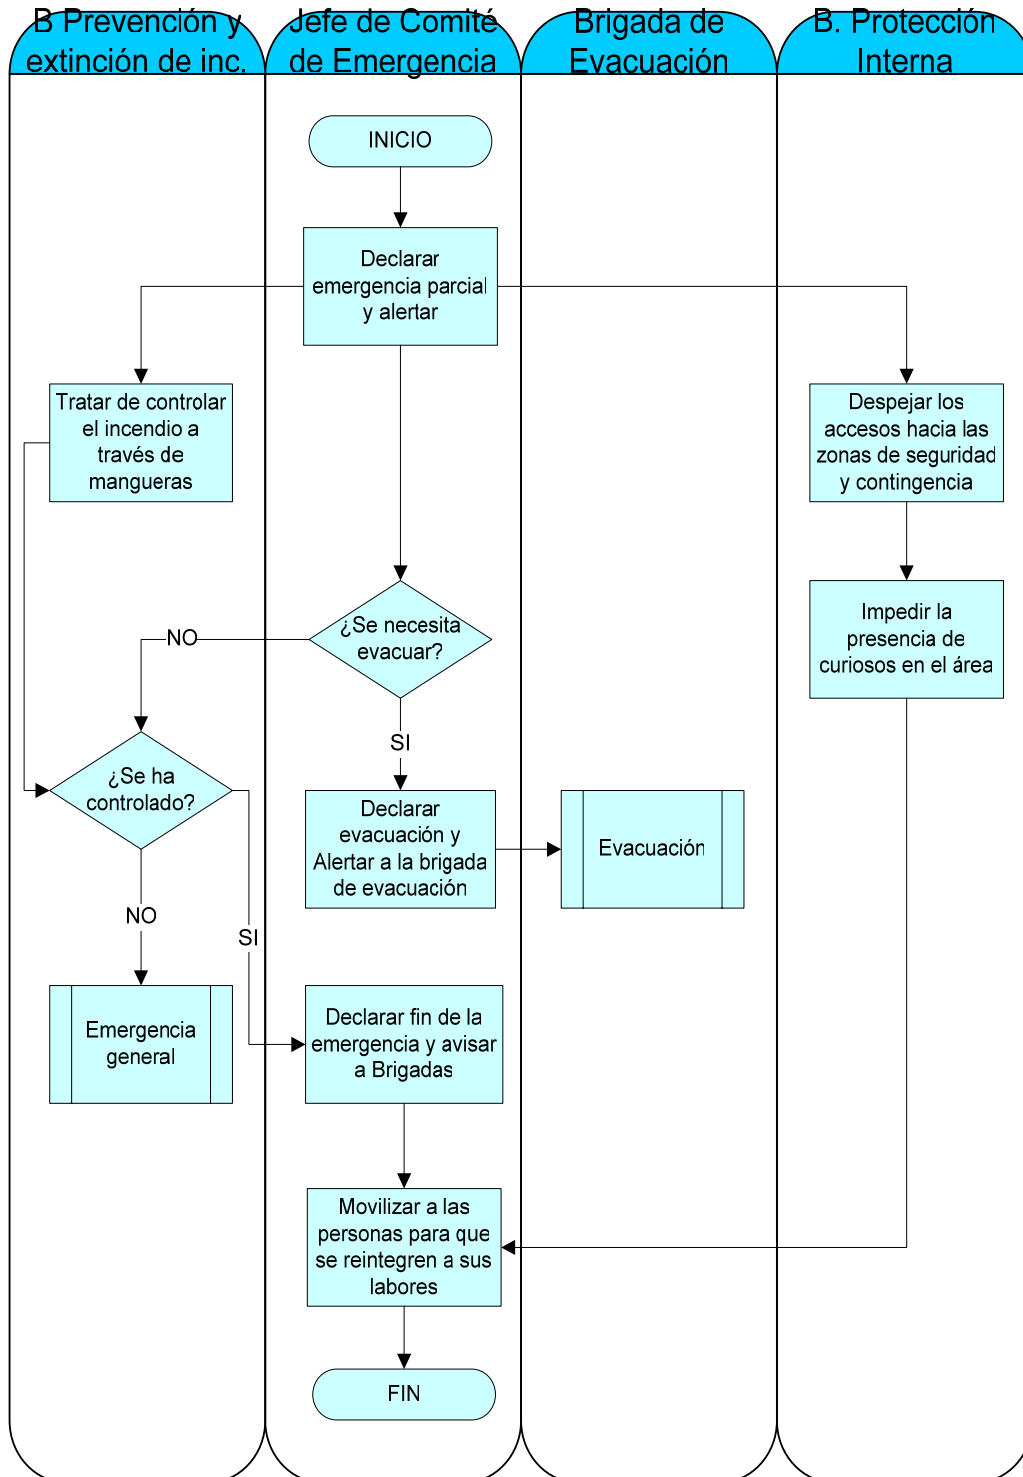 B Prevención y
extinción de inc.
Jefe de Comité
de Emergencia
Brigada de
Evacuación
B. Protección
Interna
INICIO
Declarar
emergencia parcial
y alertar
Tratar de controlar
el incendio a
través de
mangueras
Despejar los
accesos hacia las
zonas de seguridad
y contingencia
¿Se necesita
evacuar?
Impedir la
presencia de
curiosos en el área
NO
SI
¿Se ha
controlado?
Declarar
evacuación y
Alertar a la brigada
de evacuación
Evacuación
NO
SI
Emergencia
general
Declarar fin de la
emergencia y avisar
a Brigadas
Movilizar a las
personas para que
se reintegren a sus
labores
FIN